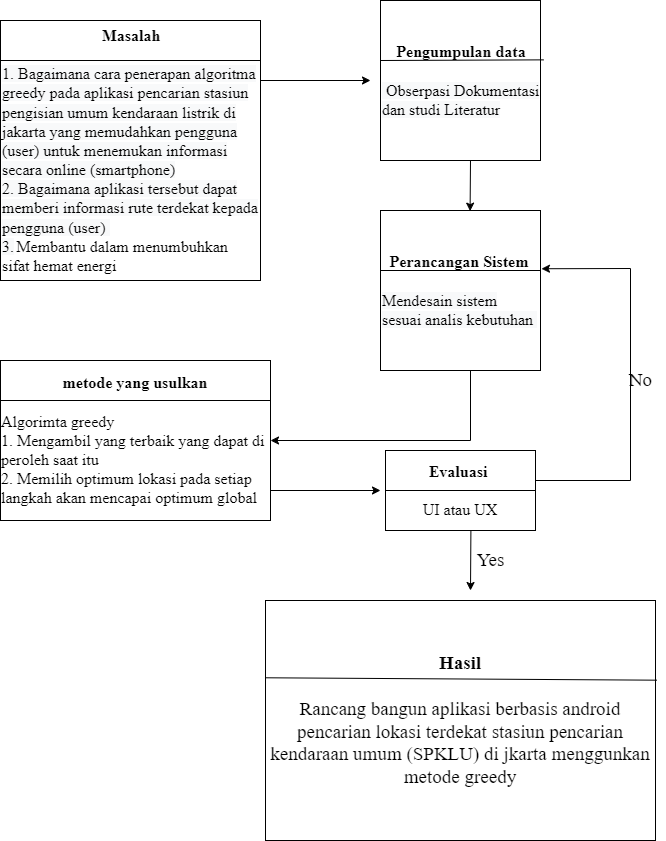 Masalah
1. Bagaimana cara penerapan algoritma
greedy pada aplikasi pencarian stasiun
pengisian umum kendaraan listrik di
jakarta yang memudahkan pengguna
(user) untuk menemukan informasi
secara online (smartphone)
2. Bagaimana aplikasi tersebut dapat
memberi informasi rute terdekat kepada
pengguna (user)
3. Membantu dalam menumbuhkan
sifat hemat energi
Pengumpulan data
Obserpasi Dokumentasi
dan studi Literatur
Perancangan Sistem
Mendesain sistem
sesuai analis kebutuhan
No
metode yang usulkan
Algorimta greedy
1. Mengambil yang terbaik yang dapat di
peroleh saat itu
2. Memilih optimum lokasi pada setiap
langkah akan mencapai optimum global
Evaluasi
UI atau UX
Yes
Hasil
Rancang bangun aplikasi berbasis android
pencarian lokasi terdekat stasiun pencarian
kendaraan umum (SPKLU) di jkarta menggunkan
metode greedy